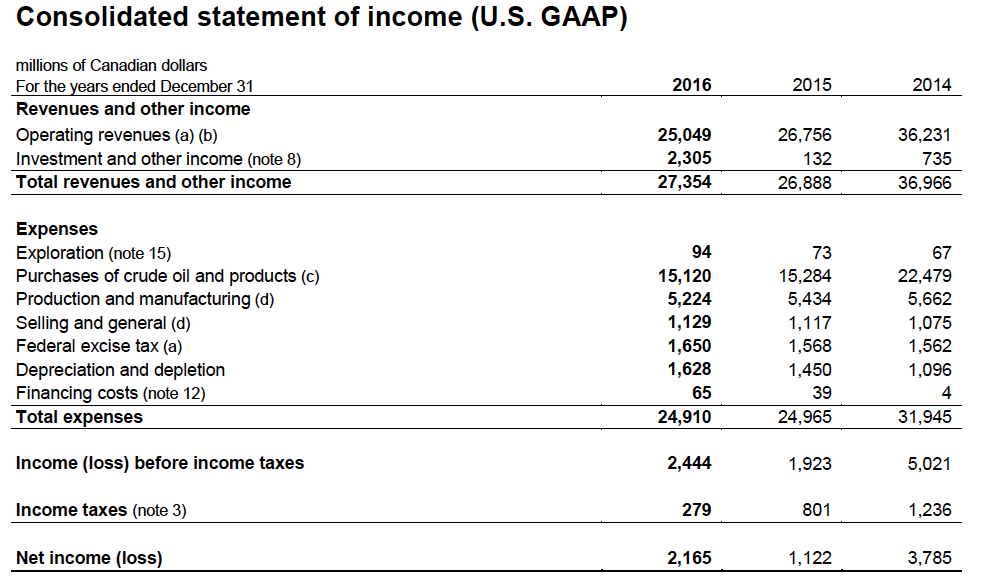 Consolidated statement of income (U.S. GAAP)
millions of Canadian dollars
For the years ended December 31 2016 2015 2014
Revenues and other income
Operating revenues (a) (b) 25,049 26,756 36,231
Investment and other income (note 8) 2,305 132 735
Total revenues and other income 27,354 26,888 36,966
Expenses
Exploration (note 15) 94 73 67
Purchases of crude oil and products (c) 15,120 15,284 22,479
Production and manufacturing (d) 5,224 5,434 5,662
Selling and general (d) 1,129 1,117 1,075
Federal excise tax (a) 1,650 1,568 1,562
Depreciation and depletion 1,628 1,450 1,096
Financing costs (note 12) 65 39 4
Total expenses 24,910 24,965 31,945
Income (loss) before income taxes 2,444 1,923 5,021
Income taxes (note 3) 279 801 1,236
Net income (loss) 2,165 1,122 3,785